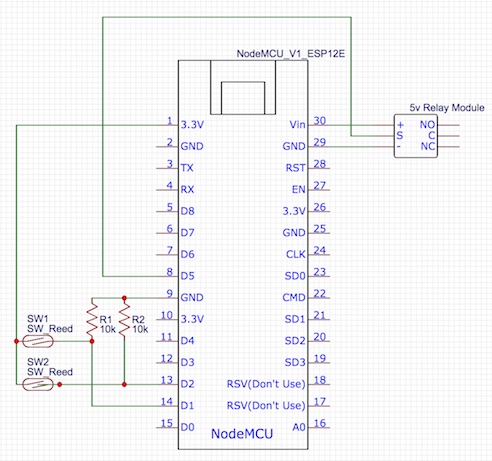 NodeMCU_V1_ESP12E
5v Relay Module
1 3.3V Vin 30 + NO
S C
2 GND GND 29 - NC
3 TX RST 28
4 RX EN 27
5 D8 3.3V 26
6 D7 GND 25
7 D6 CLK 24
8 D5 SD0 23
9 GND CMD 22
SW1 R1 R2 10 3.3V SD1 21
SW_Reed 10k 10k
11 D4 SD2 20
SW2 12 D3 SD3 19
SW_Reed
13 D2 RSV(Don't Use) 18
14 D1 RSV(Don't Use) 17
15 D0 A0 16
NodeMCU